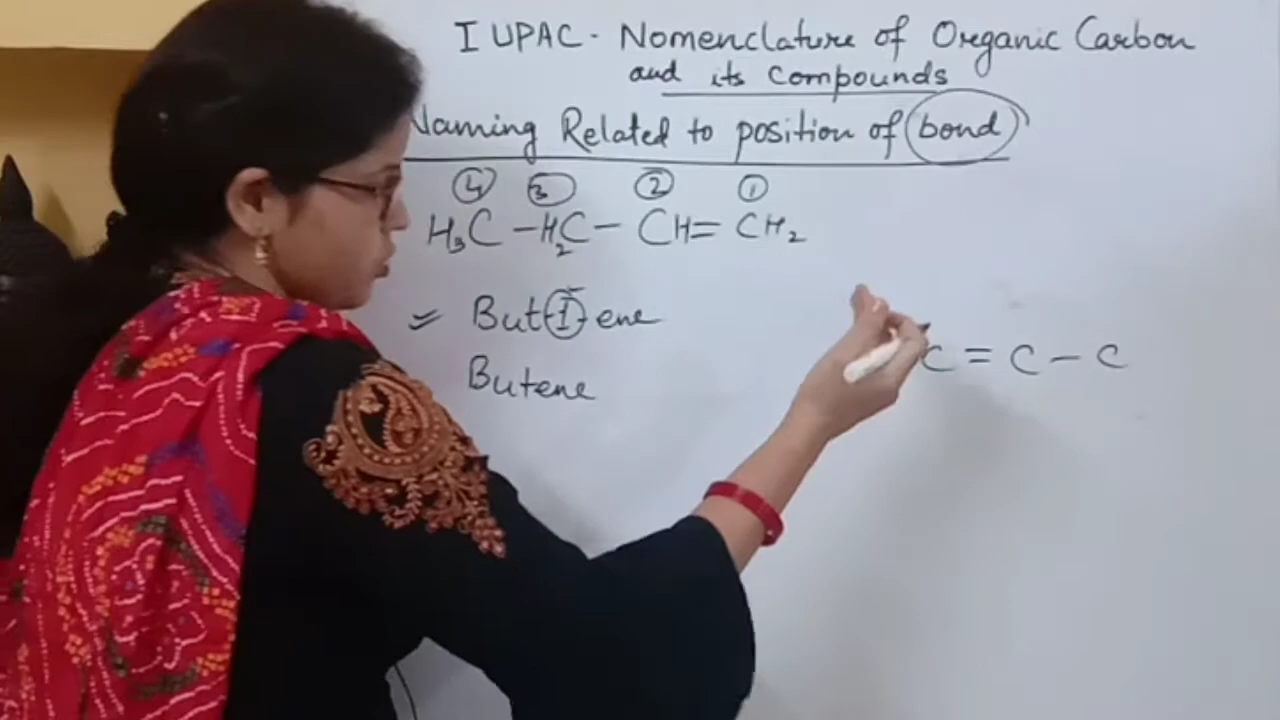 IUPAC - Nomenclature of Organic Carbon
and its Compounds
Naming Related to position of bond
4 3 2 1
H₃C - H₂C - CH = CH₂
= But-I-ene
Butene
C = C - C